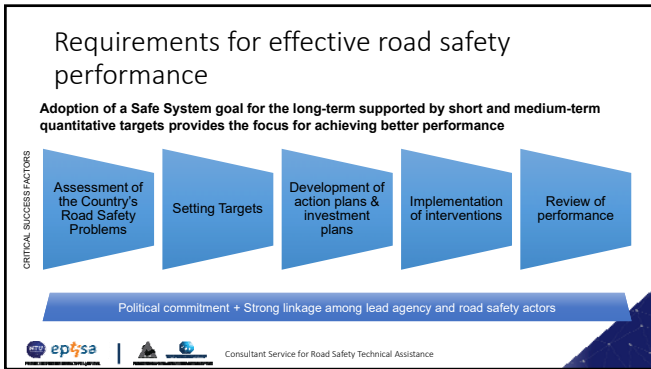 Requirements for effective road safety
performance
Adoption of a Safe System goal for the long-term supported by short and medium-term
quantitative targets provides the focus for achieving better performance
CRITICAL SUCCESS FACTORS
Assessment of
the Country's
Road Safety
Problems
Setting Targets
Development of
action plans &
investment
plans
Implementation
of interventions
Review of
performance
Political commitment + Strong linkage among lead agency and road safety actors
NTU
eptisa
Consultant Service for Road Safety Technical Assistance